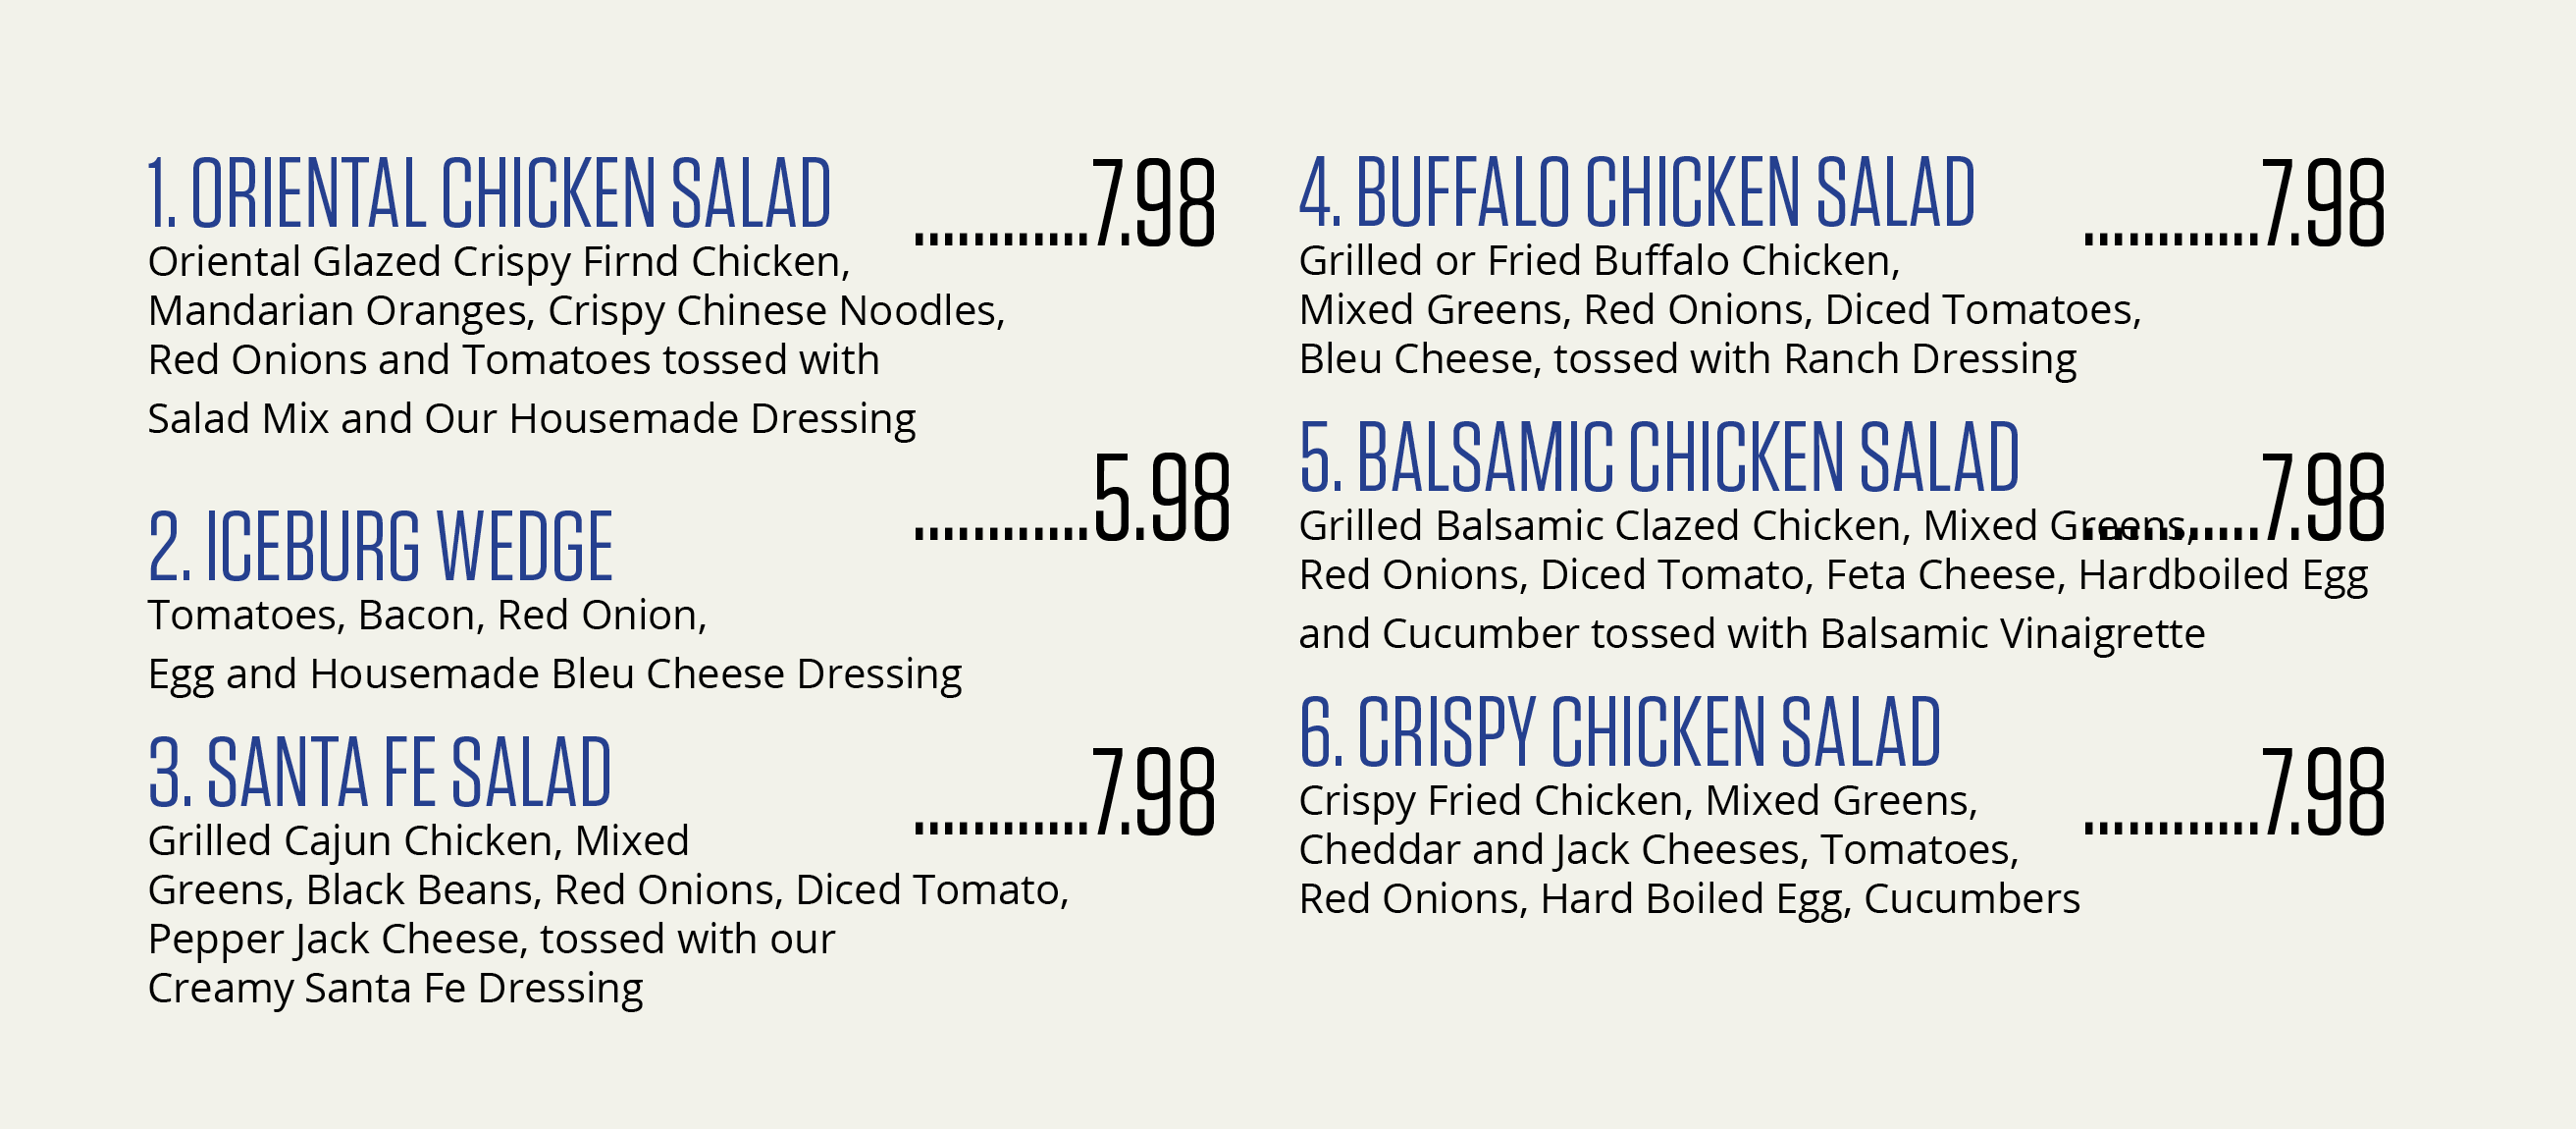 1. ORIENTAL CHICKEN SALAD ............7.98
Oriental Glazed Crispy Firnd Chicken,
Mandarian Oranges, Crispy Chinese Noodles,
Red Onions and Tomatoes tossed with
Salad Mix and Our Housemade Dressing
2. ICEBURG WEDGE ............5.98
Tomatoes, Bacon, Red Onion,
Egg and Housemade Bleu Cheese Dressing
3. SANTA FE SALAD ............7.98
Grilled Cajun Chicken, Mixed
Greens, Black Beans, Red Onions, Diced Tomato,
Pepper Jack Cheese, tossed with our
Creamy Santa Fe Dressing
4. BUFFALO CHICKEN SALAD ............7.98
Grilled or Fried Buffalo Chicken,
Mixed Greens, Red Onions, Diced Tomatoes,
Bleu Cheese, tossed with Ranch Dressing
5. BALSAMIC CHICKEN SALAD ............7.98
Grilled Balsamic Clazed Chicken, Mixed Greens,
Red Onions, Diced Tomato, Feta Cheese, Hardboiled Egg
and Cucumber tossed with Balsamic Vinaigrette
6. CRISPY CHICKEN SALAD ............7.98
Crispy Fried Chicken, Mixed Greens,
Cheddar and Jack Cheeses, Tomatoes,
Red Onions, Hard Boiled Egg, Cucumbers